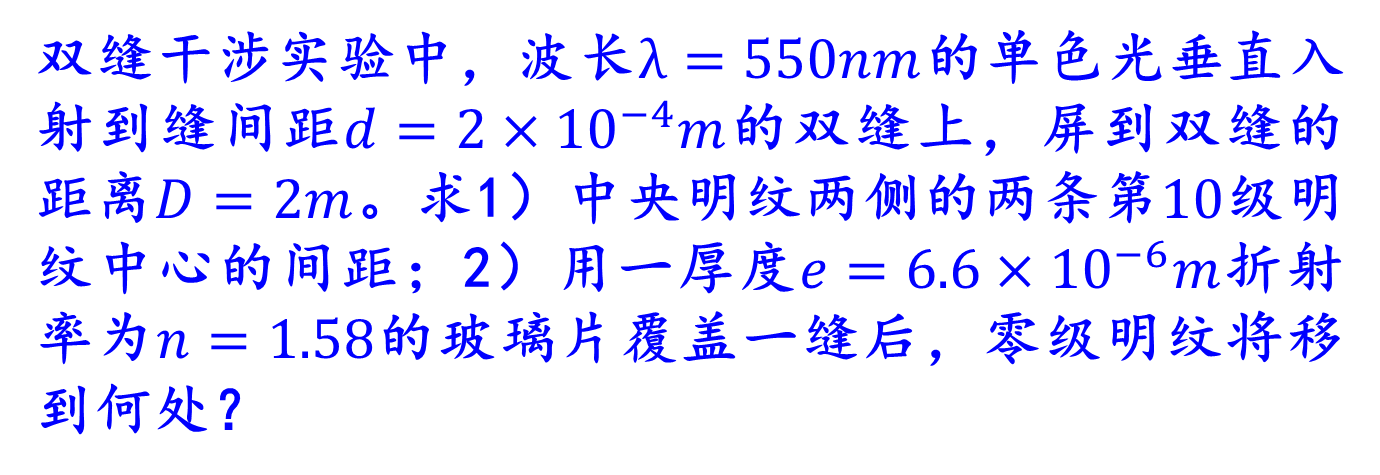 双缝干涉实验中，波长λ = 550nm的单色光垂直入
射到缝间距d = 2 × 10⁻⁴m的双缝上，屏到双缝的
距离D = 2m。求1）中央明纹两侧的两条第10级明
纹中心的间距；2）用一厚度e = 6.6 × 10⁻⁶m折射
率为n = 1.58的玻璃片覆盖一缝后，零级明纹将移
到何处？